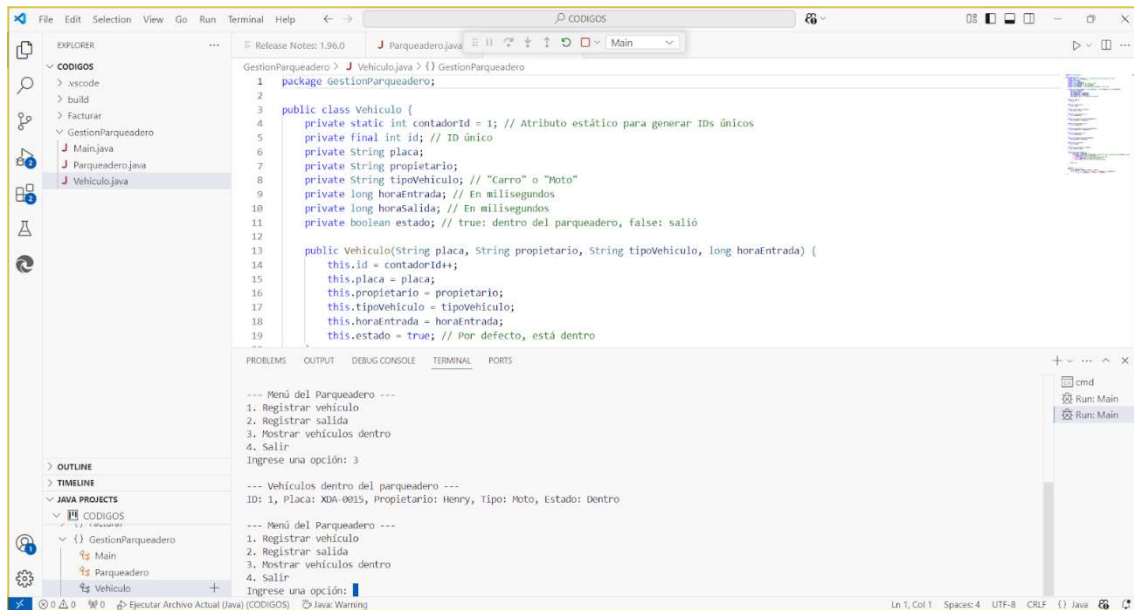 File Edit Selection View Go Run Terminal Help
CODIGOS
EXPLORER
CODIGOS
.vscode
build
Facturar
GestionParqueadero
J Main.java
J Parqueadero.java
J Vehiculo.java
OUTLINE
TIMELINE
JAVA PROJECTS
CODIGOS
GestionParqueadero
Main
Parqueadero
Vehiculo
Release Notes: 1.96.0
J Parqueadero.java
Main
GestionParqueadero > J Vehiculo.java > {} GestionParqueadero
1 package GestionParqueadero;
2
3 public class Vehiculo {
4 private static int contadorId = 1; // Atributo estático para generar IDs únicos
5 private final int id; // ID único
6 private String placa;
7 private String propietario;
8 private String tipoVehiculo; // "Carro" o "Moto"
9 private long horaEntrada; // En milisegundos
10 private long horaSalida; // En milisegundos
11 private boolean estado; // true: dentro del parqueadero, false: salió
12
13 public Vehiculo(String placa, String propietario, String tipoVehiculo, long horaEntrada) {
14 this.id = contadorId++;
15 this.placa = placa;
16 this.propietario = propietario;
17 this.tipoVehiculo = tipoVehiculo;
18 this.horaEntrada = horaEntrada;
19 this.estado = true; // Por defecto, está dentro
PROBLEMS OUTPUT DEBUG CONSOLE TERMINAL PORTS
--- Menú del Parqueadero ---
1. Registrar vehículo
2. Registrar salida
3. Mostrar vehículos dentro
4. Salir
Ingrese una opción: 3
--- Vehículos dentro del parqueadero ---
ID: 1, Placa: XDA-0015, Propietario: Henry, Tipo: Moto, Estado: Dentro
--- Menú del Parqueadero ---
1. Registrar vehículo
2. Registrar salida
3. Mostrar vehículos dentro
4. Salir
Ingrese una opción:
cmd
Run: Main
Run: Main
0 0 0 Ejecutar Archivo Actual (Java) (CODIGOS) Java: Warning
Ln 1, Col 1 Spaces: 4 UTF-8 CRLF {} Java